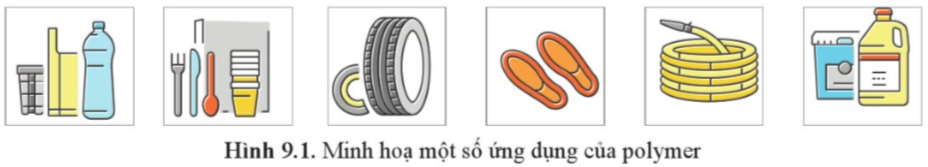 Hình 9.1. Minh hoạ một số ứng dụng của polymer